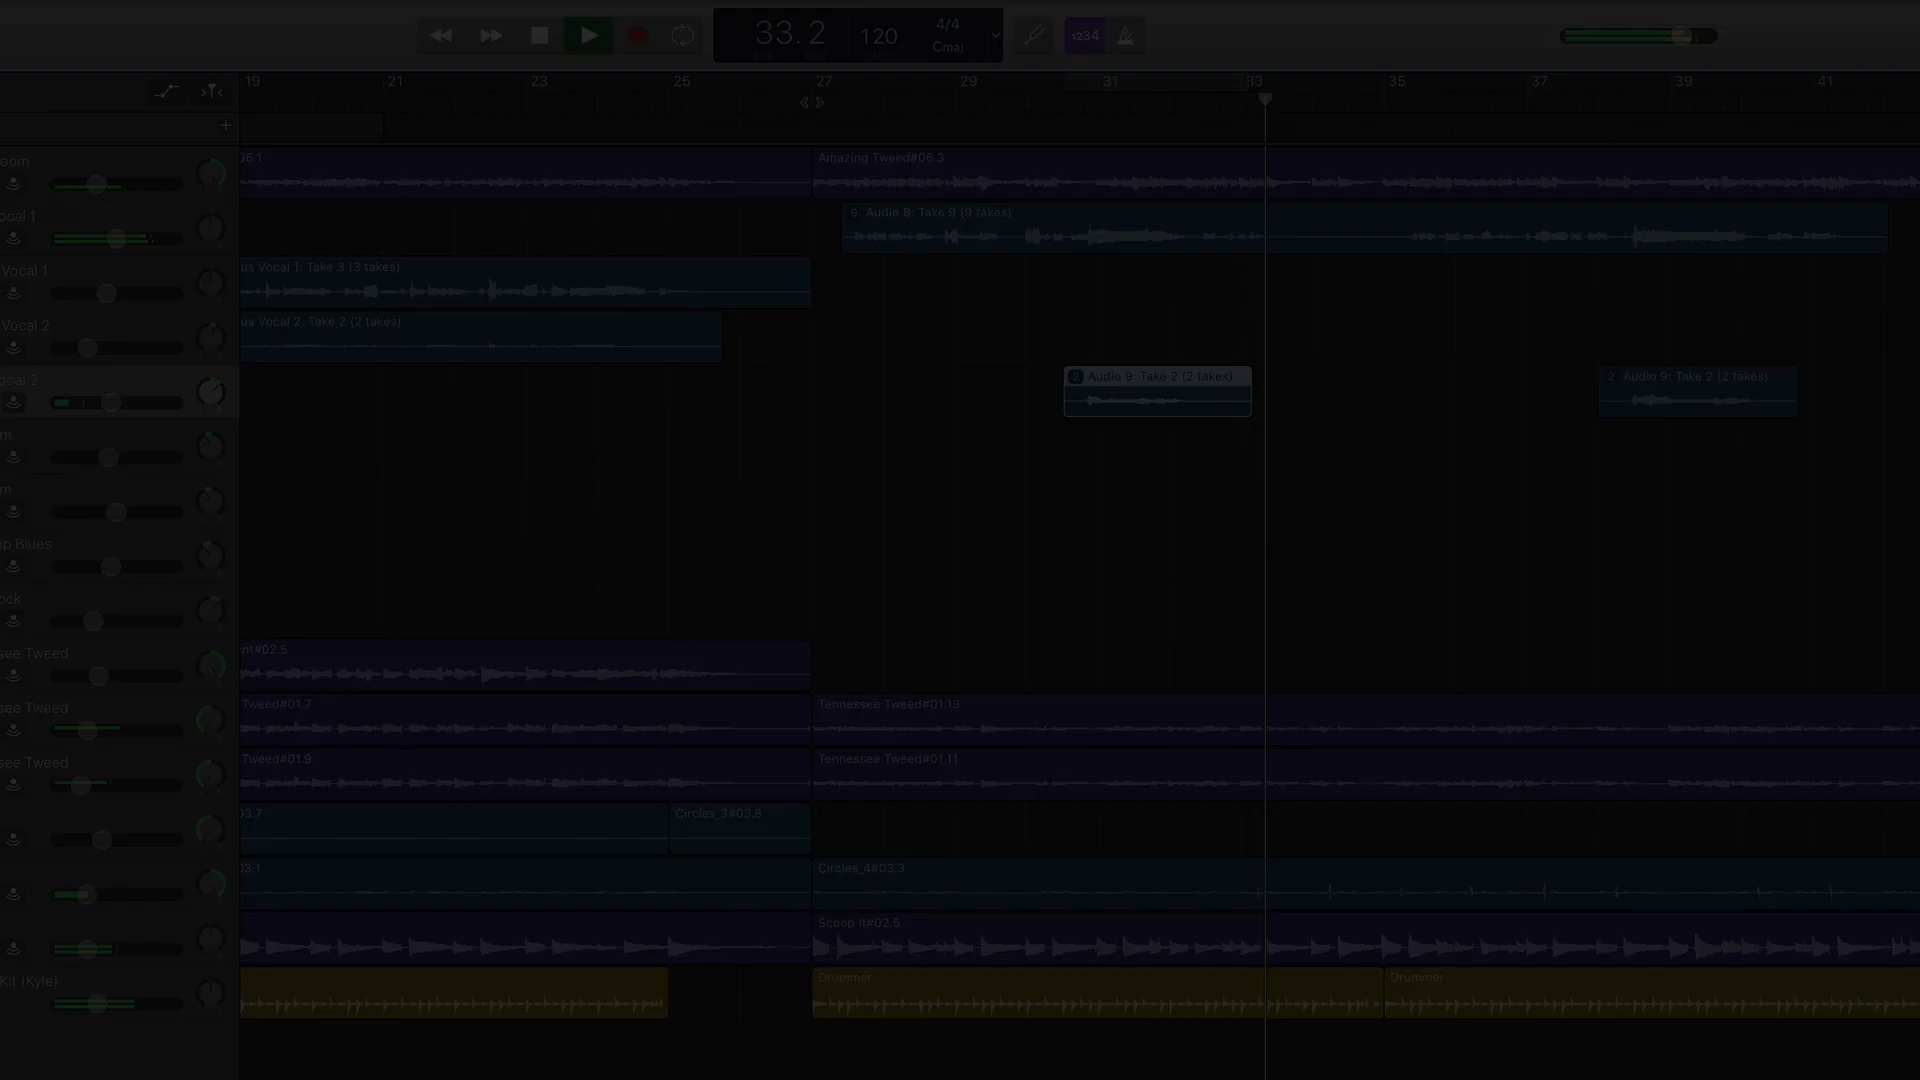 33.2
120
4/4
Cmaj
1234
19 21 23 25 27 29 31 33 35 37 39 41
oom
06.1
Amazing Tweed#06.3
ocal 1
9 Audio 8: Take 9 (9 takes)
Vocal 1
us Vocal 1: Take 3 (3 takes)
Vocal 2
us Vocal 2: Take 2 (2 takes)
ocal 2
2 Audio 9: Take 2 (2 takes)
2 Audio 9: Take 2 (2 takes)
rn
m
ip Blues
ock
see Tweed
nt#02.5
see Tweed
Tweed#01.7
Tennessee Tweed#01.13
see Tweed
Tweed#01.9
Tennessee Tweed#01.11
03.7
Circles_3#03.8
03.1
Circles_4#03.3
Scoop It#02.5
Kit (Kyle)
Drummer
Drummer